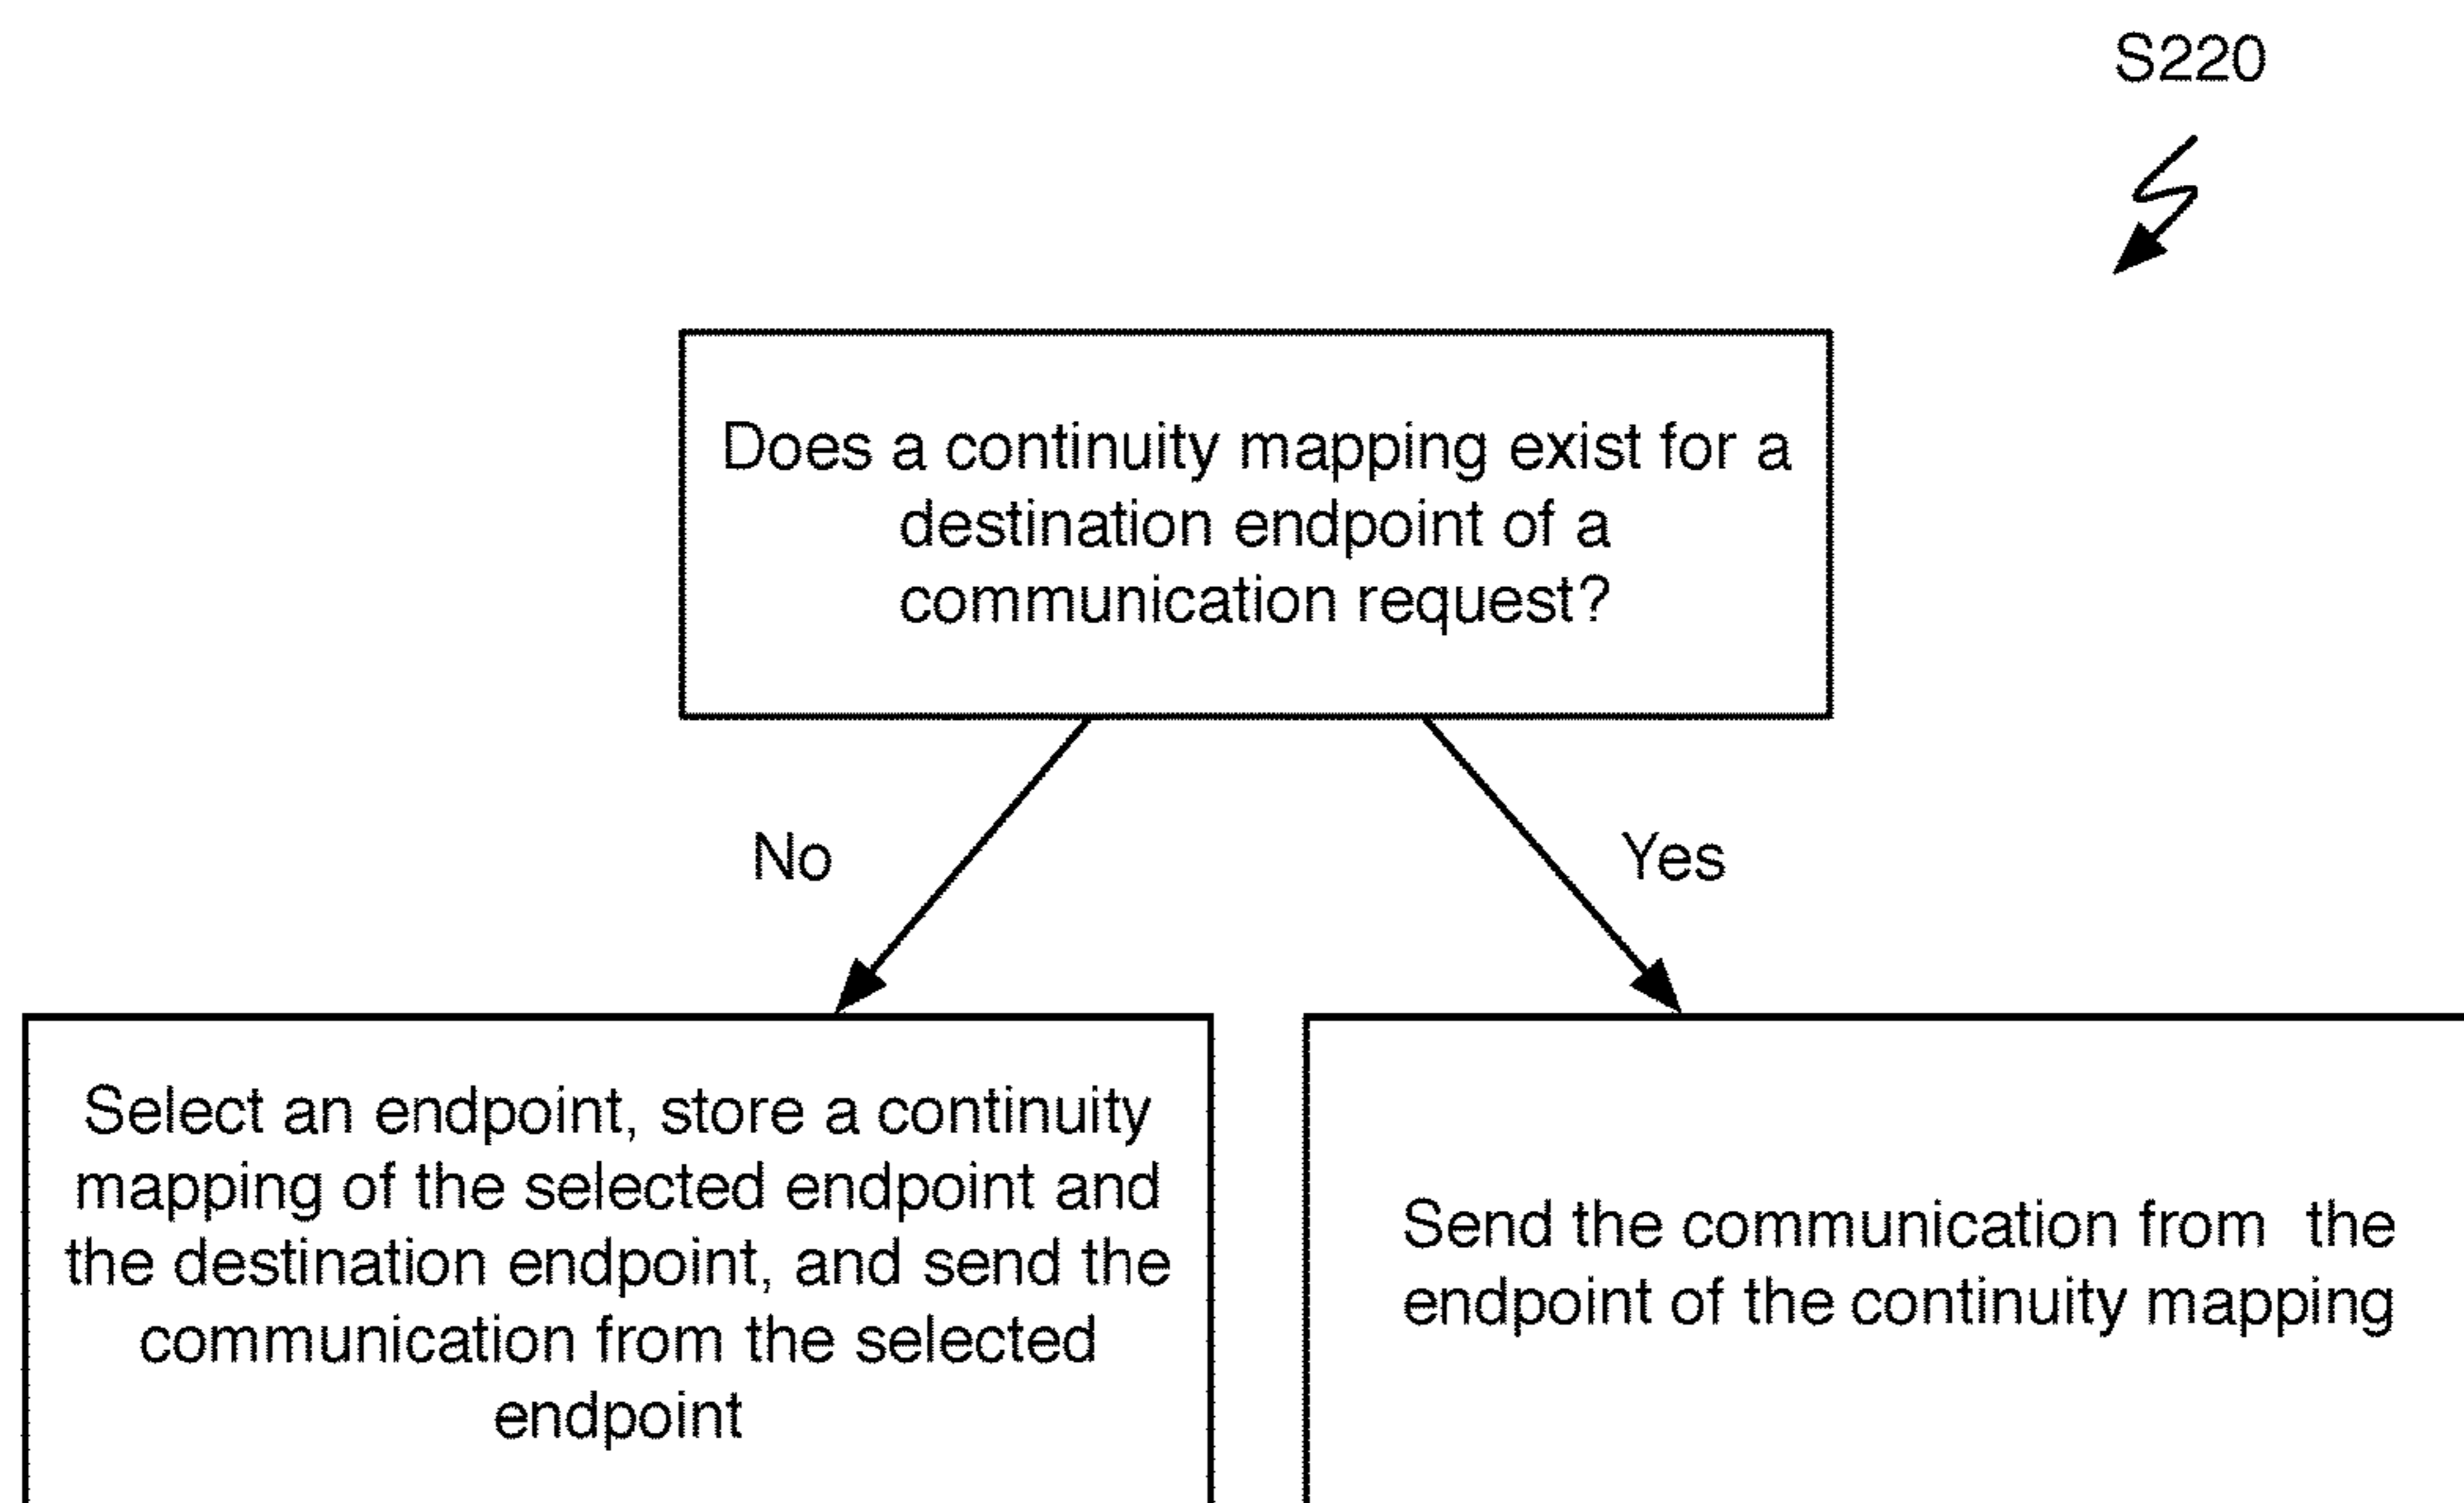 S220
Does a continuity mapping exist for a
destination endpoint of a
communication request?
No
Yes
Select an endpoint, store a continuity
mapping of the selected endpoint and
the destination endpoint, and send the
communication from the selected
endpoint
Send the communication from the
endpoint of the continuity mapping